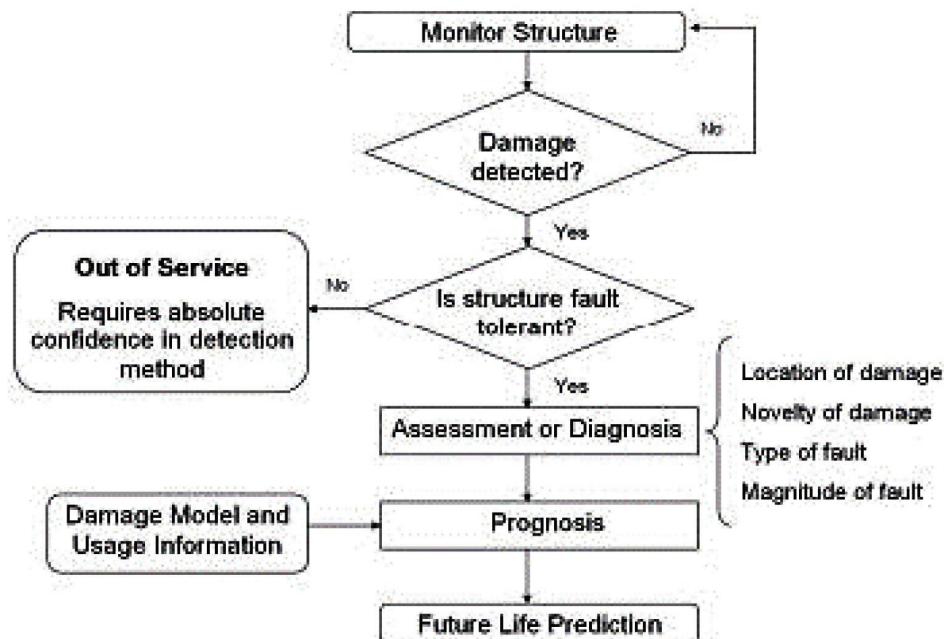 Monitor Structure
Damage
detected?
No
Yes
Out of Service
Requires absolute
confidence in detection
method
No
Is structure fault
tolerant?
Yes
Assessment or Diagnosis
Location of damage
Novelty of damage
Type of fault
Magnitude of fault
Damage Model and
Usage Information
Prognosis
Future Life Prediction